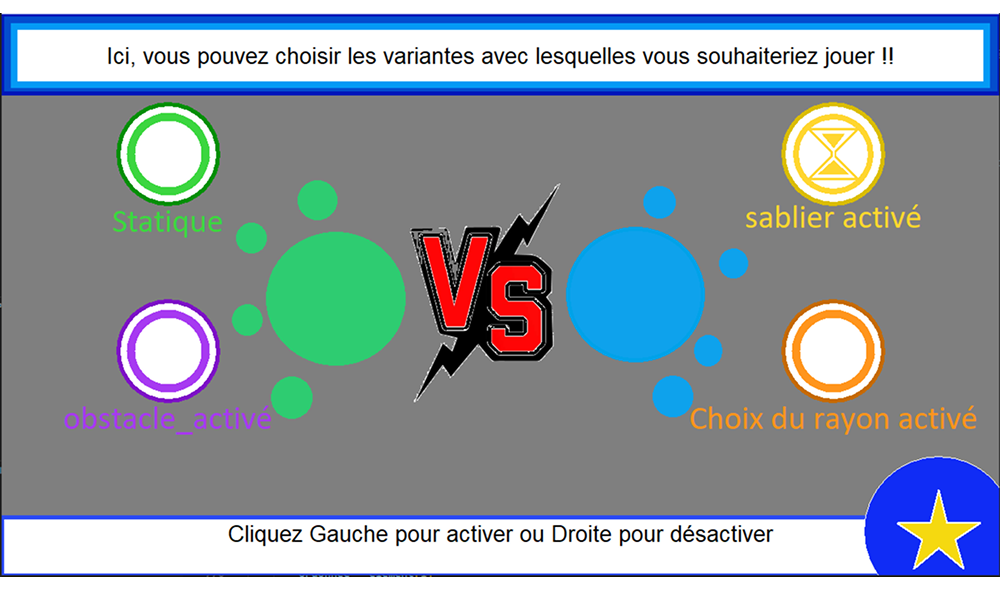 Ici, vous pouvez choisir les variantes avec lesquelles vous souhaiteriez jouer !!
Statique
sablier activé
VS
obstacle_activé
Choix du rayon activé
Cliquez Gauche pour activer ou Droite pour désactiver